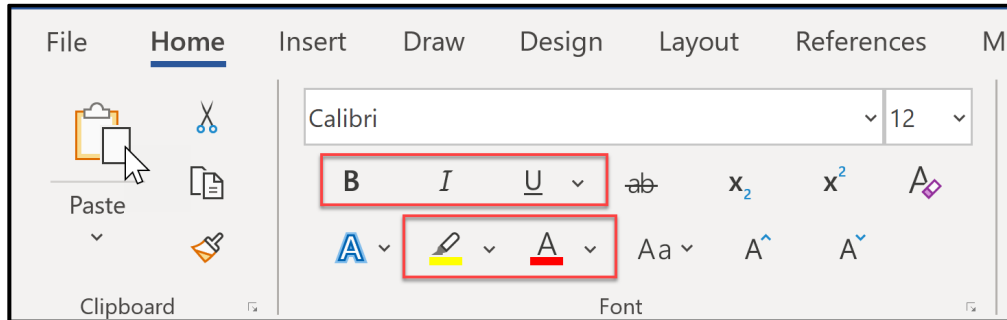 File Home Insert Draw Design Layout References M
Calibri 12
B I U ab x₂ x² A
Paste
A A Aa A A
Clipboard Font